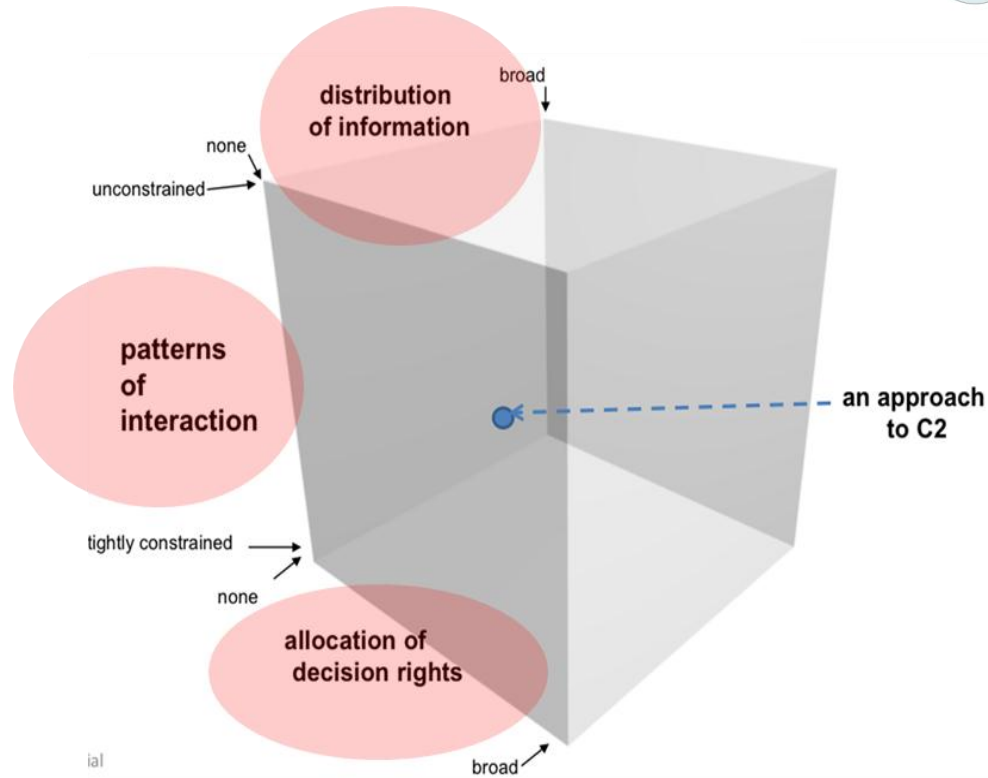 broad
distribution
of information
none
unconstrained
patterns
of
interaction
an approach
to C2
tightly constrained
none
allocation of
decision rights
broad
ial